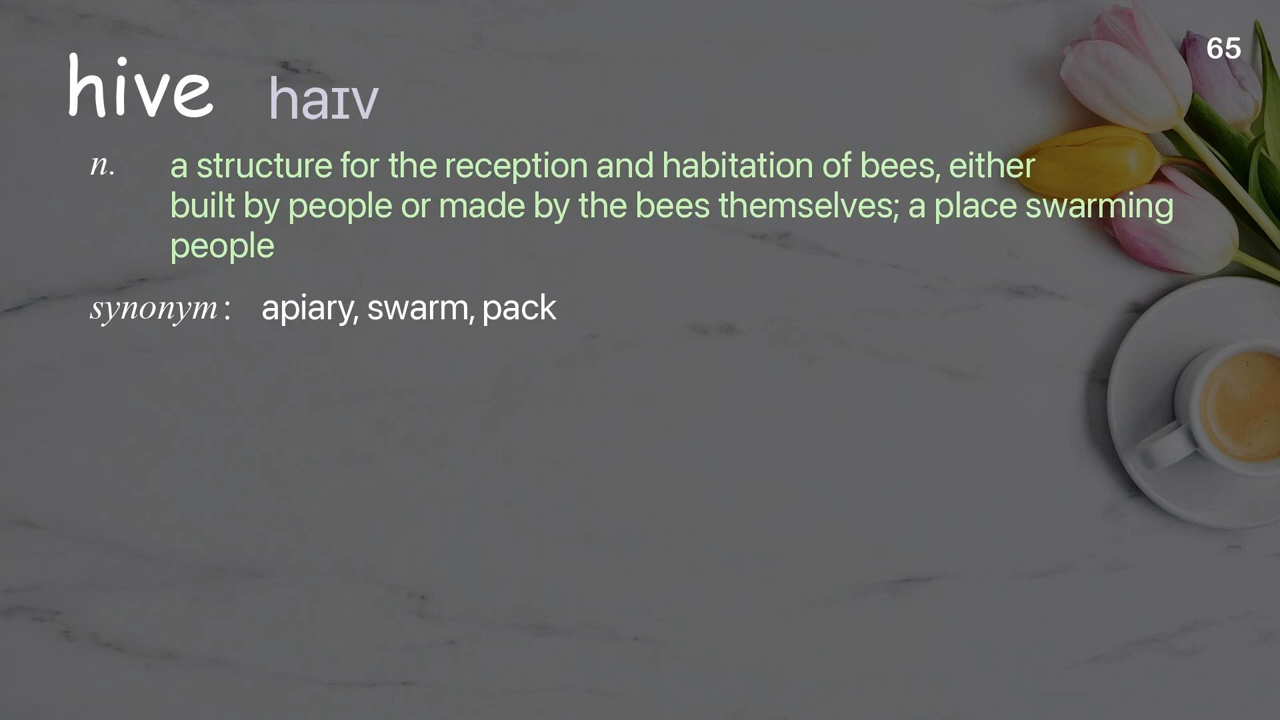 65
hive haɪv
n. a structure for the reception and habitation of bees, either
built by people or made by the bees themselves; a place swarming
people
synonym: apiary, swarm, pack